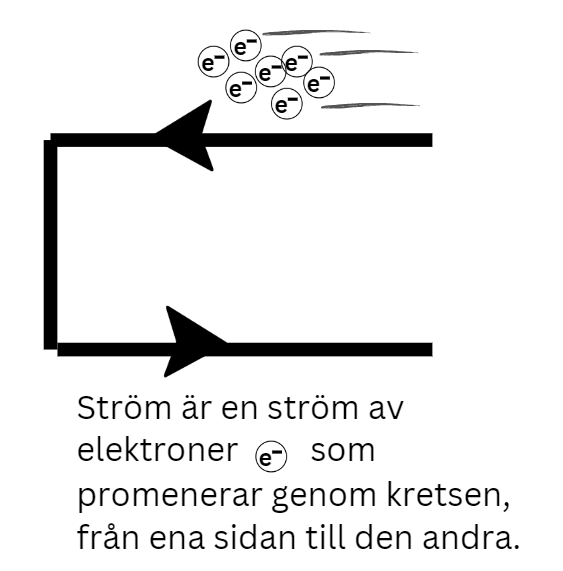 e⁻
e⁻
e⁻
e⁻
e⁻
e⁻
e⁻
Ström är en ström av
elektroner e⁻ som
promenerar genom kretsen,
från ena sidan till den andra.